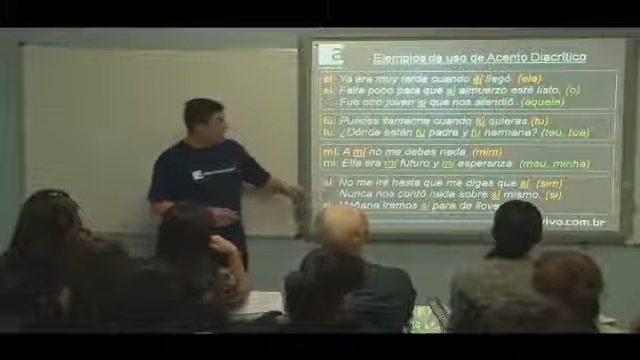 Ejemplos de uso de Acento Diacrítico
él: Ya era muy tarde cuando él llegó. (ele)
el: Falta poco para que el almuerzo esté listo. (o)
Fue otro joven el que nos atendió. (aquele)
tú: Puedes llamarme cuando tú quieras. (tu)
tu: ¿Dónde están tu padre y tu hermana? (teu, tua)
mí: A mí no me debes nada. (mim)
mi: Ella era mi futuro y mi esperanza. (meu, minha)
sí: No me iré hasta que me digas que sí. (sim)
Nunca nos contó nada sobre sí mismo. (si)
si: Mañana iremos si para de llove
vivo.com.br